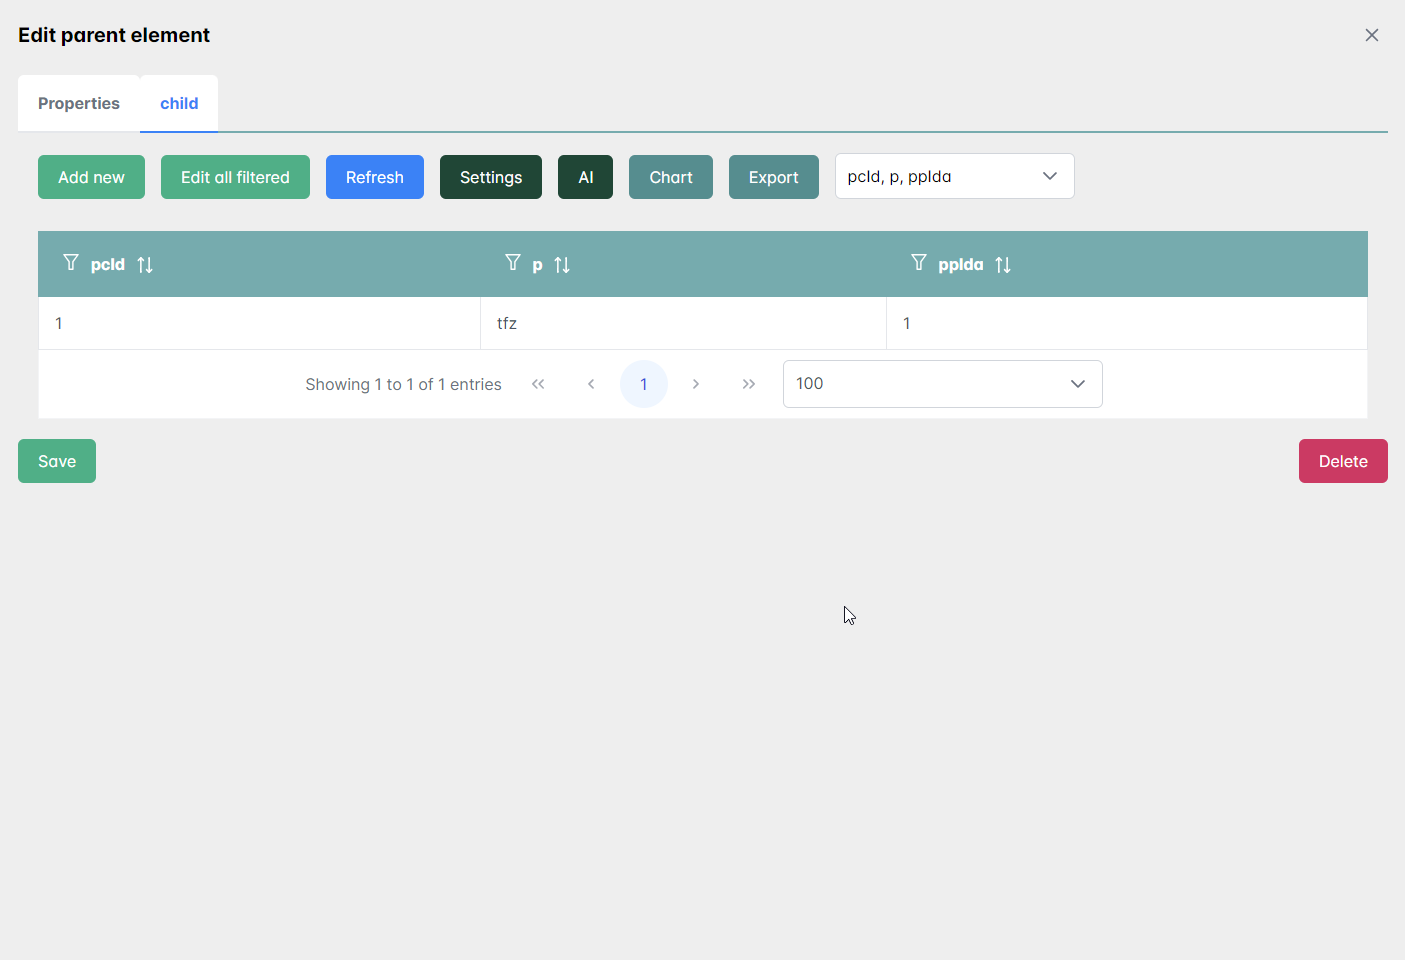 Edit parent element
Properties child
Add new Edit all filtered Refresh Settings AI Chart Export pcId, p, ppIda
pcId p ppIda
1 tfz 1
Showing 1 to 1 of 1 entries 1 100
Save Delete